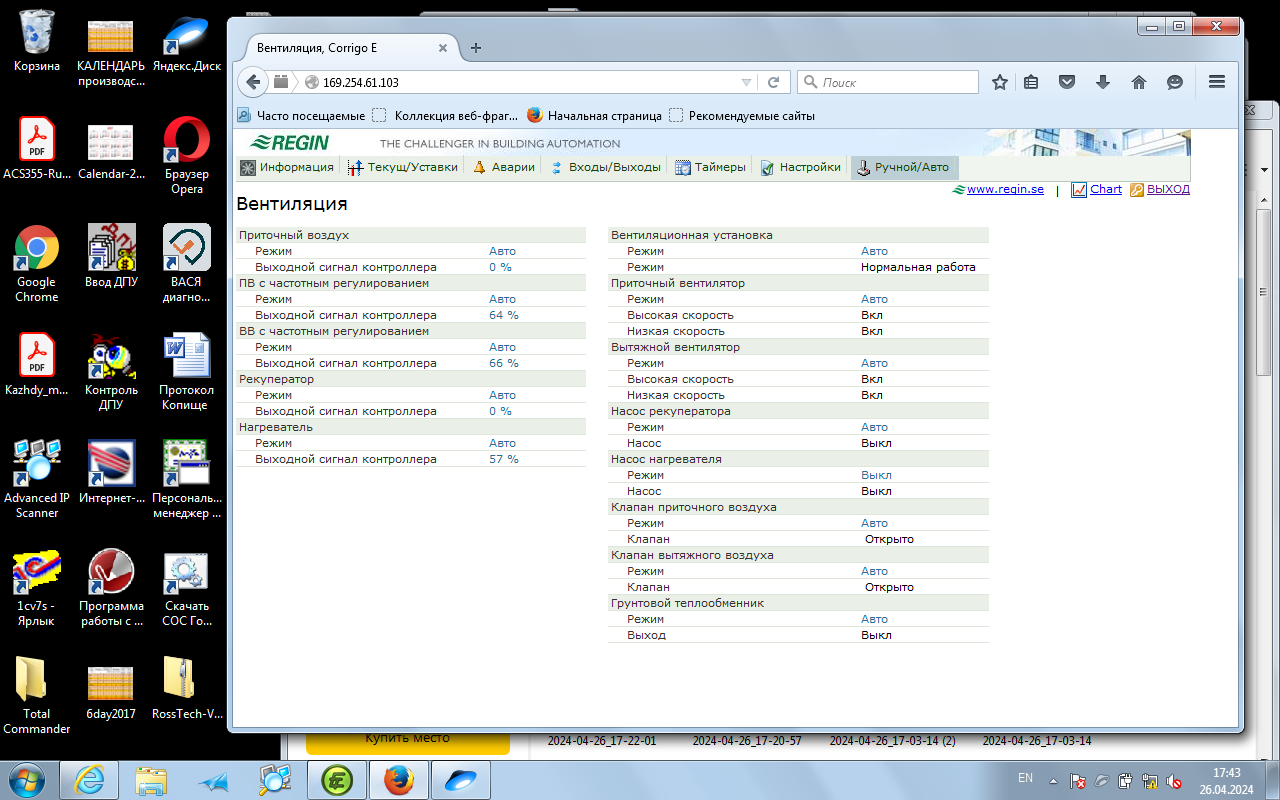 Корзина
КАЛЕНДАРЬ производс...
Яндекс.Диск
ACS355-Ru...
Calendar-2...
Браузер Opera
Google Chrome
Ввод ДПУ
ВАСЯ диагно...
Kazhdy_m...
Контроль ДПУ
Протокол Копище
Advanced IP Scanner
Интернет-...
Персональ... менеджер ...
1cv7s - Ярлык
Программа работы с ...
Скачать СОС Го...
Total Commander
6day2017
RossTech-V...
Вентиляция, Corrigo E
169.254.61.103
Поиск
Часто посещаемые
Коллекция веб-фраг...
Начальная страница
Рекомендуемые сайты
REGIN
THE CHALLENGER IN BUILDING AUTOMATION
Информация
Текущ/Уставки
Аварии
Входы/Выходы
Таймеры
Настройки
Ручной/Авто
www.regin.se | Chart ВЫХОД
Вентиляция
Приточный воздух
Режим Авто
Выходной сигнал контроллера 0 %
ПВ с частотным регулированием
Режим Авто
Выходной сигнал контроллера 64 %
ВВ с частотным регулированием
Режим Авто
Выходной сигнал контроллера 66 %
Рекуператор
Режим Авто
Выходной сигнал контроллера 0 %
Нагреватель
Режим Авто
Выходной сигнал контроллера 57 %
Вентиляционная установка
Режим Авто
Режим Нормальная работа
Приточный вентилятор
Режим Авто
Высокая скорость Вкл
Низкая скорость Вкл
Вытяжной вентилятор
Режим Авто
Высокая скорость Вкл
Низкая скорость Вкл
Насос рекуператора
Режим Авто
Насос Выкл
Насос нагревателя
Режим Выкл
Насос Выкл
Клапан приточного воздуха
Режим Авто
Клапан Открыто
Клапан вытяжного воздуха
Режим Авто
Клапан Открыто
Грунтовой теплообменник
Режим Авто
Выход Выкл
Купить место
2024-04-26_17-22-01
2024-04-26_17-20-57
2024-04-26_17-03-14 (2)
2024-04-26_17-03-14
EN
17:43
26.04.2024